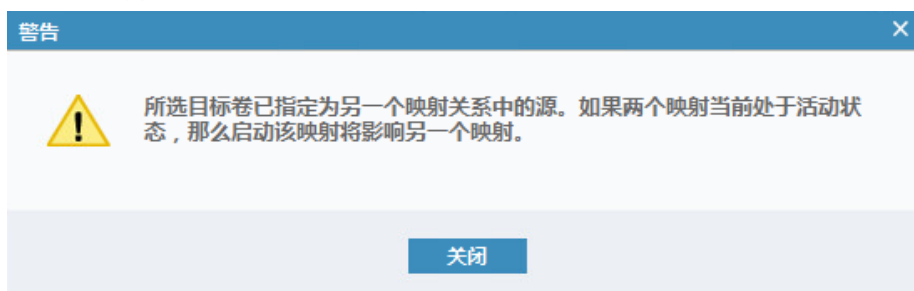 警告
所选目标卷已指定为另一个映射关系中的源。如果两个映射当前处于活动状
态，那么启动该映射将影响另一个映射。
关闭